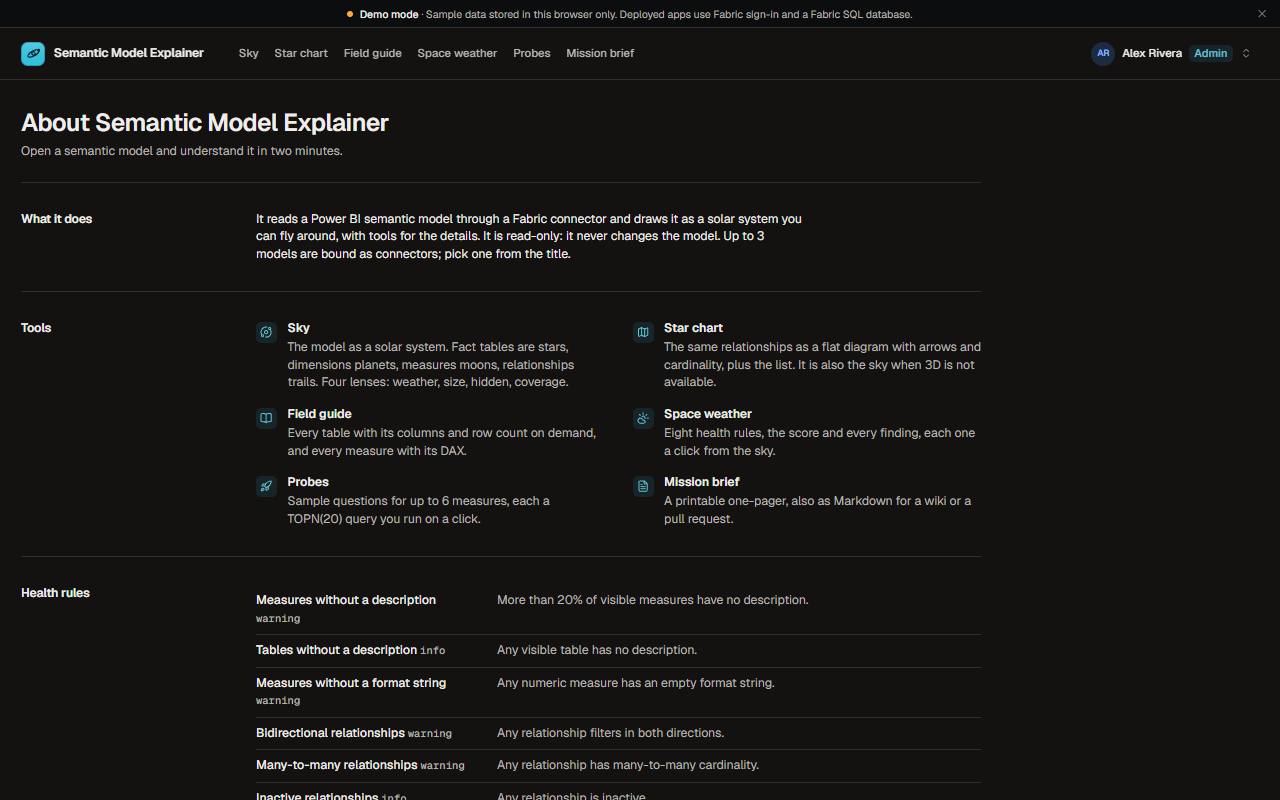 Demo mode · Sample data stored in this browser only. Deployed apps use Fabric sign-in and a Fabric SQL database.
Semantic Model Explainer
Sky
Star chart
Field guide
Space weather
Probes
Mission brief
AR
Alex Rivera
Admin
About Semantic Model Explainer
Open a semantic model and understand it in two minutes.
What it does
It reads a Power BI semantic model through a Fabric connector and draws it as a solar system you
can fly around, with tools for the details. It is read-only: it never changes the model. Up to 3
models are bound as connectors; pick one from the title.
Tools
Sky
The model as a solar system. Fact tables are stars,
dimensions planets, measures moons, relationships
trails. Four lenses: weather, size, hidden, coverage.
Star chart
The same relationships as a flat diagram with arrows and
cardinality, plus the list. It is also the sky when 3D is not
available.
Field guide
Every table with its columns and row count on demand,
and every measure with its DAX.
Space weather
Eight health rules, the score and every finding, each one
a click from the sky.
Probes
Sample questions for up to 6 measures, each a
TOPN(20) query you run on a click.
Mission brief
A printable one-pager, also as Markdown for a wiki or a
pull request.
Health rules
Measures without a description
warning
More than 20% of visible measures have no description.
Tables without a description info
Any visible table has no description.
Measures without a format string
warning
Any numeric measure has an empty format string.
Bidirectional relationships warning
Any relationship filters in both directions.
Many-to-many relationships warning
Any relationship has many-to-many cardinality.
Inactive relationships info
Any relationship is inactive.